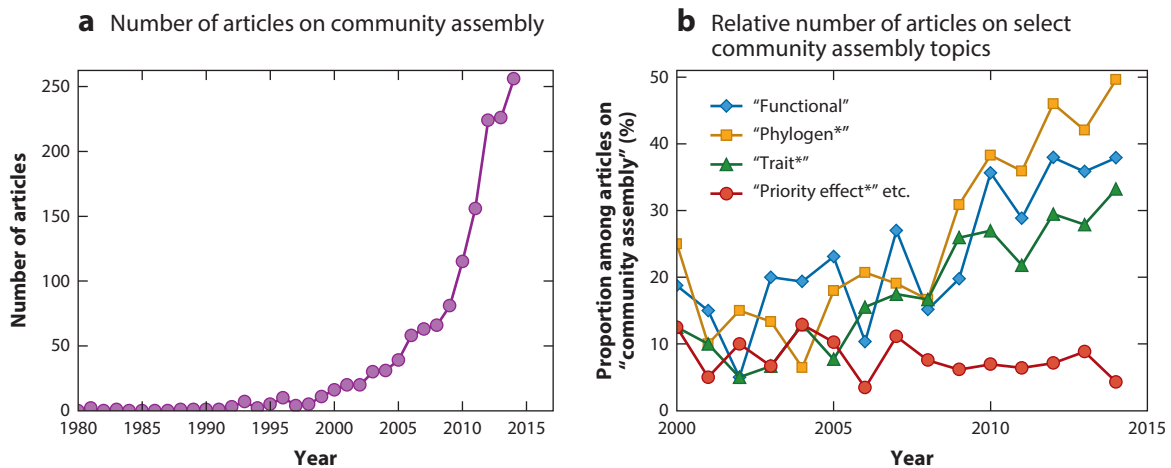 a Number of articles on community assembly
Number of articles
250
200
150
100
50
0
1980 1985 1990 1995 2000 2005 2010 2015
Year
b Relative number of articles on select
community assembly topics
Proportion among articles on
“community assembly” (%)
50
40
30
20
10
0
“Functional”
“Phylogen*”
“Trait*”
“Priority effect*” etc.
2000 2005 2010 2015
Year